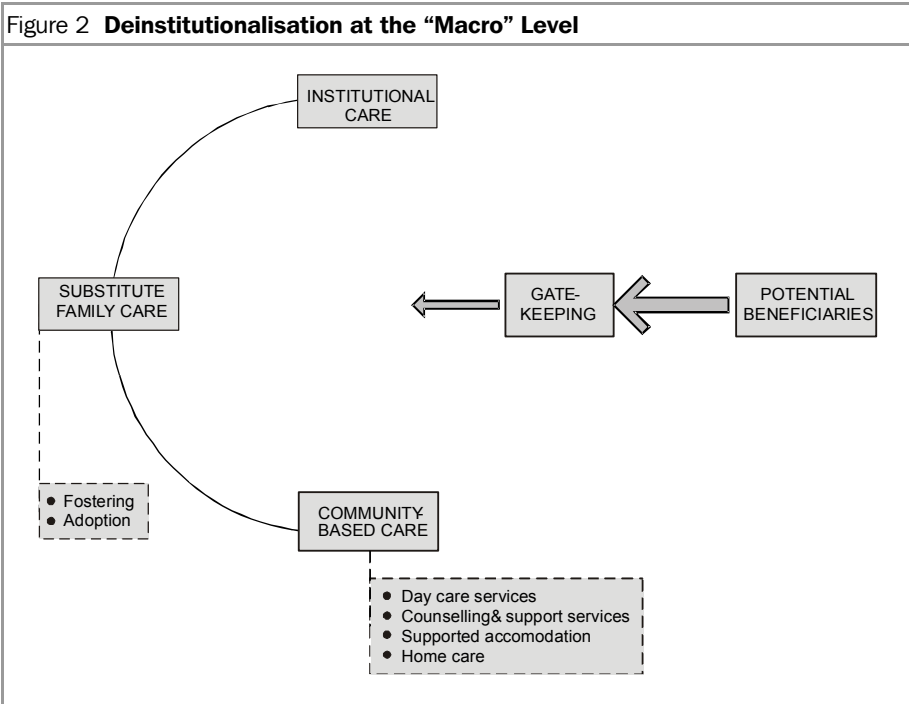 Figure 2 Deinstitutionalisation at the “Macro” Level
INSTITUTIONAL
CARE
SUBSTITUTE
FAMILY CARE
GATE-
KEEPING
POTENTIAL
BENEFICIARIES
● Fostering
● Adoption
COMMUNITY-
BASED CARE
● Day care services
● Counselling& support services
● Supported accomodation
● Home care